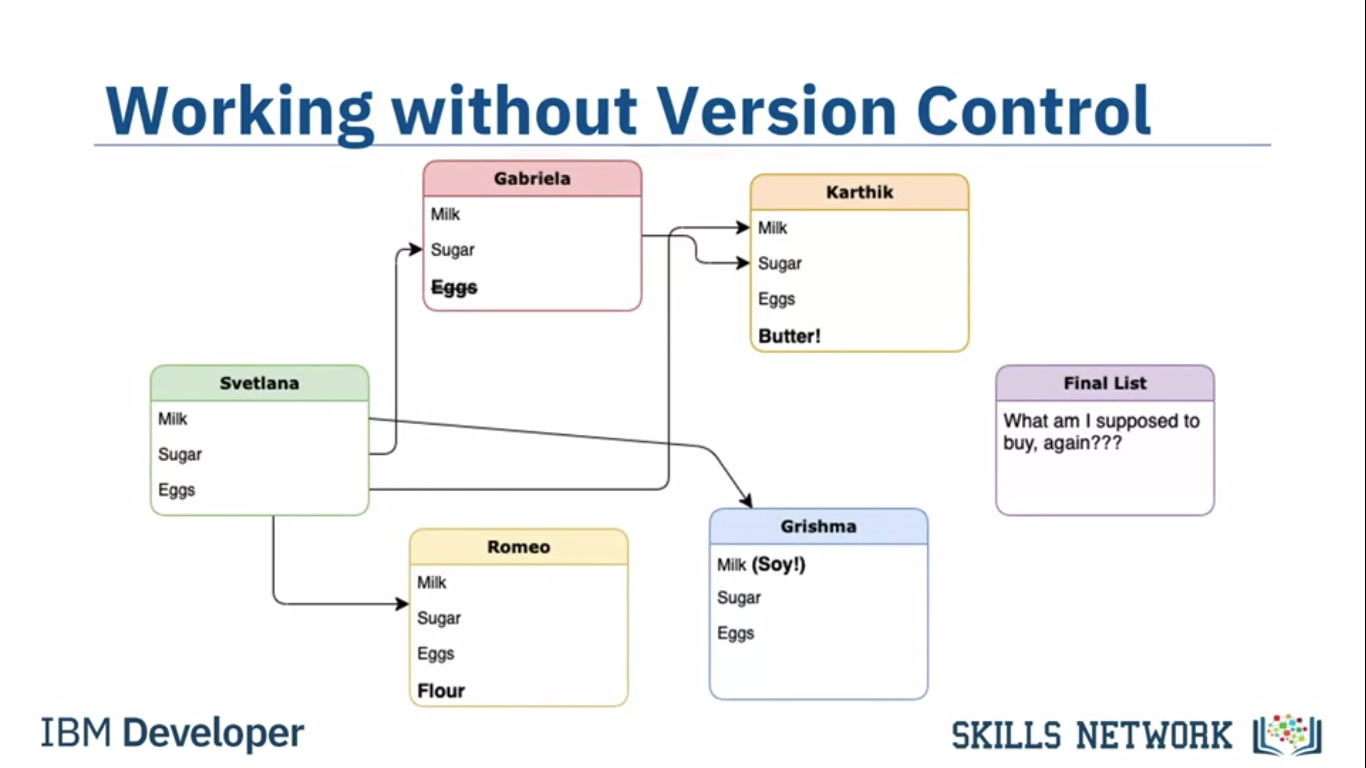 Working without Version Control
Gabriela
Milk
Sugar
Eggs
Karthik
Milk
Sugar
Eggs
Butter!
Svetlana
Milk
Sugar
Eggs
Final List
What am I supposed to
buy, again???
Romeo
Milk
Sugar
Eggs
Flour
Grishma
Milk (Soy!)
Sugar
Eggs
IBM Developer
SKILLS NETWORK